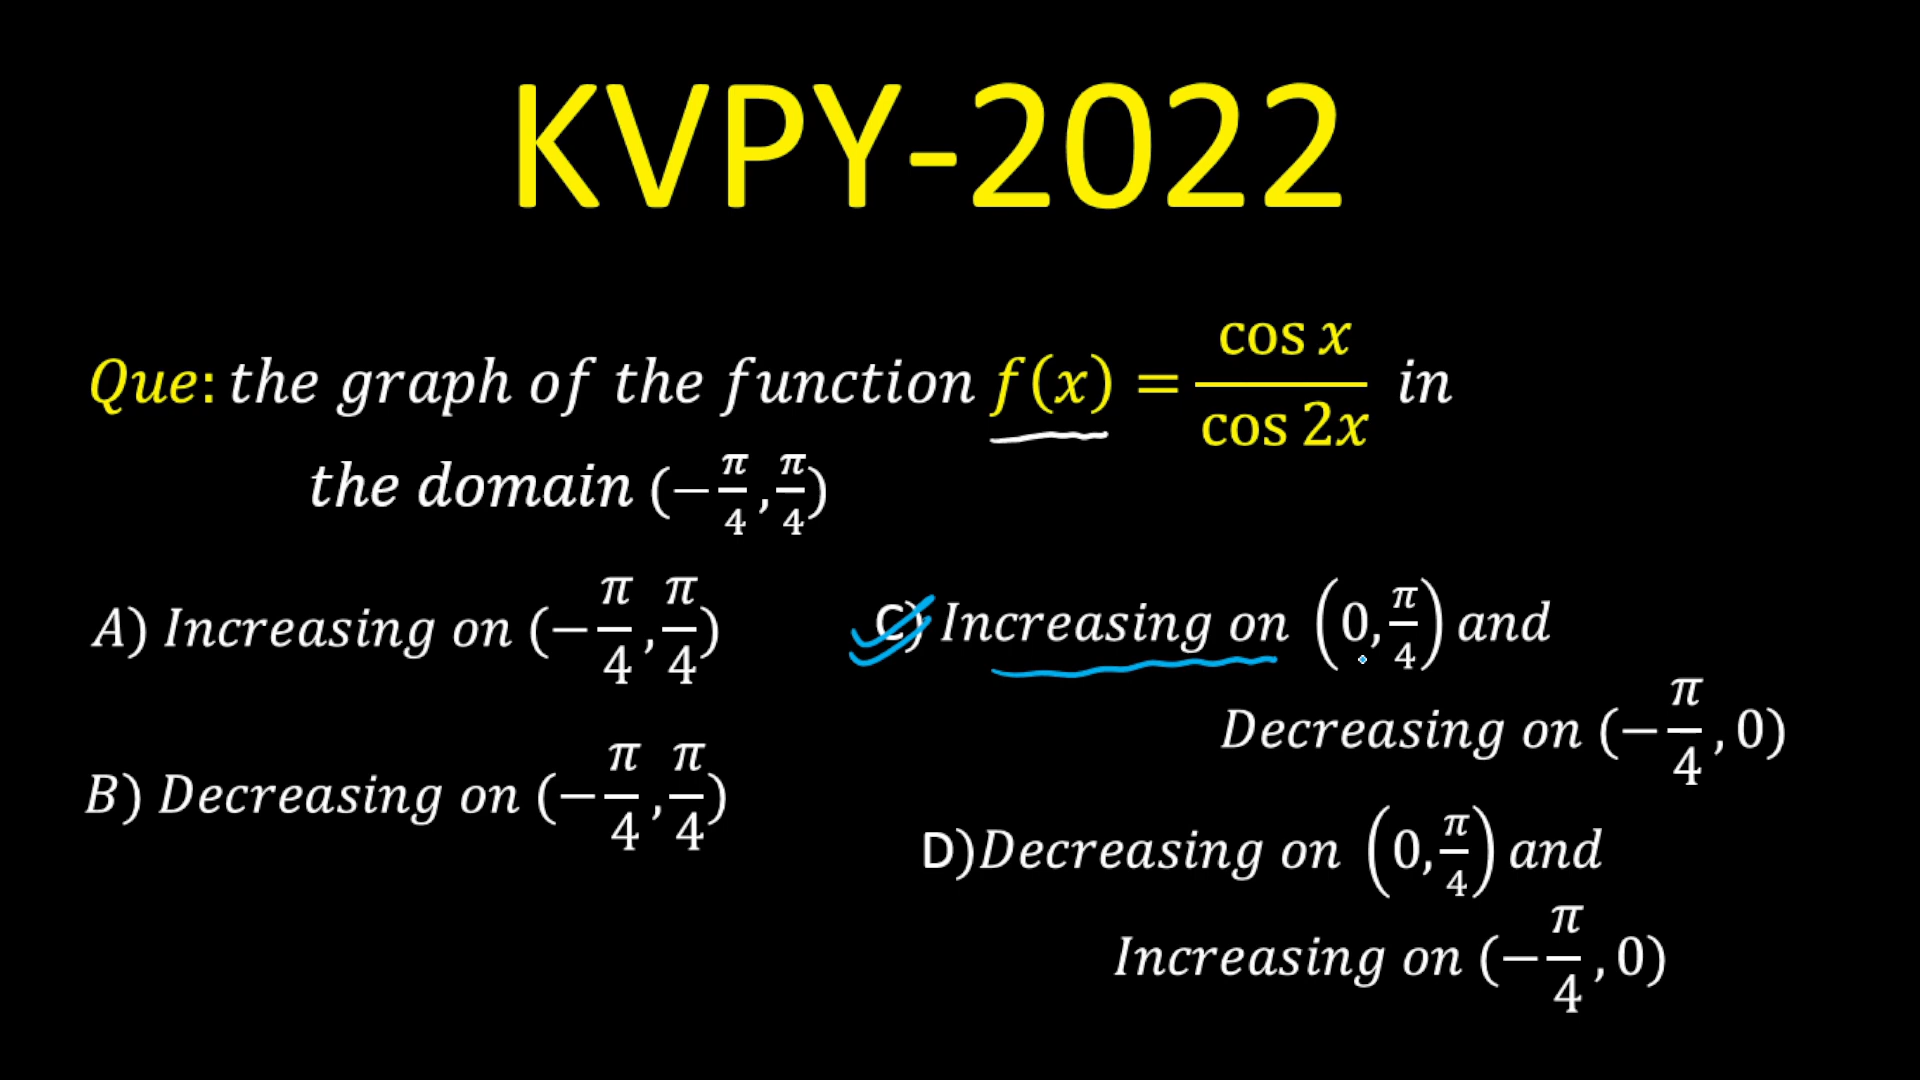 KVPY-2022
Que: the graph of the function f(x) = cos x / cos 2x in
the domain (−π/4, π/4)
A) Increasing on (−π/4, π/4)
B) Decreasing on (−π/4, π/4)
C) Increasing on (0, π/4) and
Decreasing on (−π/4, 0)
D)Decreasing on (0, π/4) and
Increasing on (−π/4, 0)